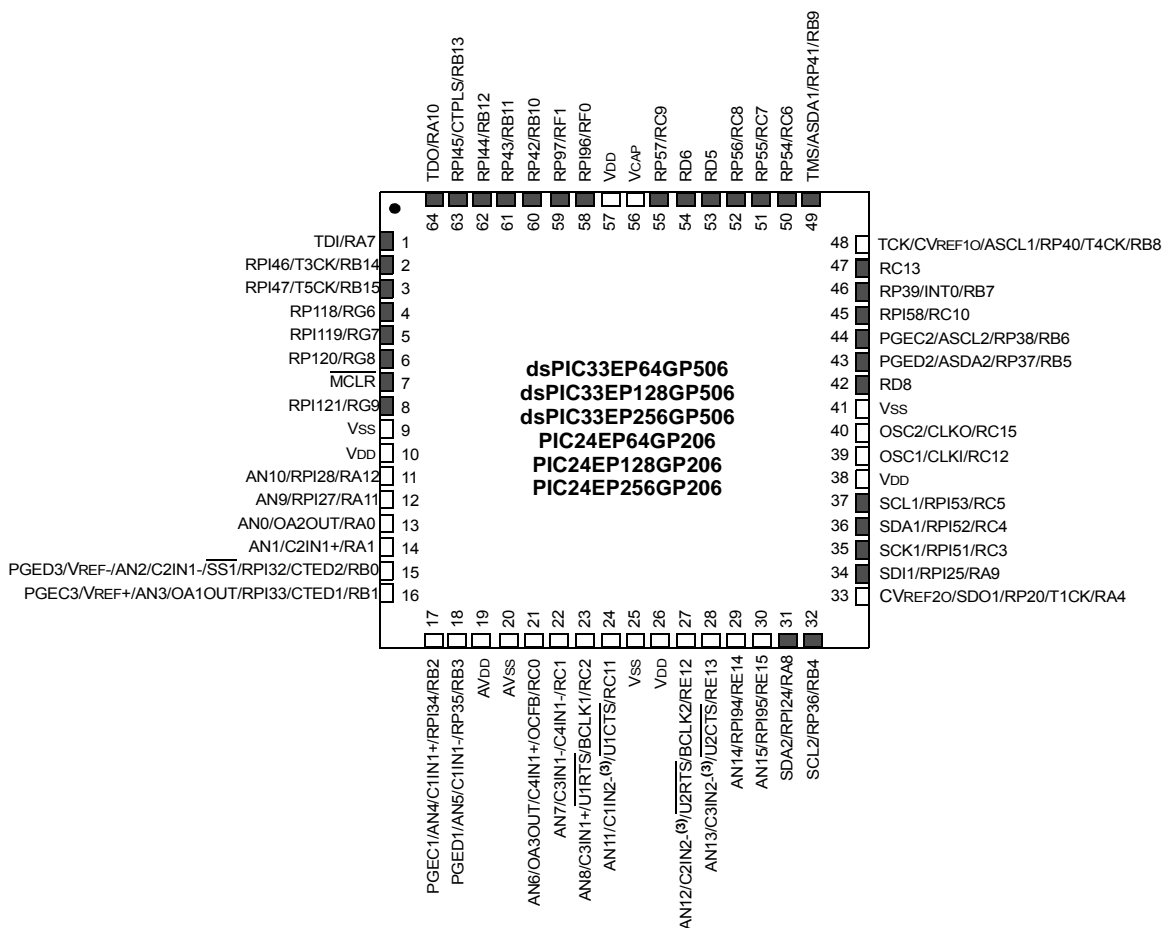 TDO/RA10
RPI45/CTPLS/RB13
RPI44/RB12
RP43/RB11
RP42/RB10
RP97/RF1
RPI96/RF0
VDD
VCAP
RP57/RC9
RD6
RD5
RP56/RC8
RP55/RC7
RP54/RC6
TMS/ASDA1/RP41/RB9
64 63 62 61 60 59 58 57 56 55 54 53 52 51 50 49
TDI/RA7 1
RPI46/T3CK/RB14 2
RPI47/T5CK/RB15 3
RP118/RG6 4
RPI119/RG7 5
RP120/RG8 6
MCLR 7
RPI121/RG9 8
VSS 9
VDD 10
AN10/RPI28/RA12 11
AN9/RPI27/RA11 12
AN0/OA2OUT/RA0 13
AN1/C2IN1+/RA1 14
PGED3/VREF-/AN2/C2IN1-/SS1/RPI32/CTED2/RB0 15
PGEC3/VREF+/AN3/OA1OUT/RPI33/CTED1/RB1 16
dsPIC33EP64GP506
dsPIC33EP128GP506
dsPIC33EP256GP506
PIC24EP64GP206
PIC24EP128GP206
PIC24EP256GP206
48 TCK/CVREF1O/ASCL1/RP40/T4CK/RB8
47 RC13
46 RP39/INT0/RB7
45 RPI58/RC10
44 PGEC2/ASCL2/RP38/RB6
43 PGED2/ASDA2/RP37/RB5
42 RD8
41 VSS
40 OSC2/CLKO/RC15
39 OSC1/CLKI/RC12
38 VDD
37 SCL1/RPI53/RC5
36 SDA1/RPI52/RC4
35 SCK1/RPI51/RC3
34 SDI1/RPI25/RA9
33 CVREF2O/SDO1/RP20/T1CK/RA4
17 18 19 20 21 22 23 24 25 26 27 28 29 30 31 32
PGEC1/AN4/C1IN1+/RPI34/RB2
PGED1/AN5/C1IN1-/RP35/RB3
AVDD
AVSS
AN6/OA3OUT/C4IN1+/OCFB/RC0
AN7/C3IN1-/C4IN1-/RC1
AN8/C3IN1+/U1RTS/BCLK1/RC2
AN11/C1IN2-(3)/U1CTS/RC11
VSS
VDD
AN12/C2IN2-(3)/U2RTS/BCLK2/RE12
AN13/C3IN2-(3)/U2CTS/RE13
AN14/RPI94/RE14
AN15/RPI95/RE15
SDA2/RPI24/RA8
SCL2/RP36/RB4